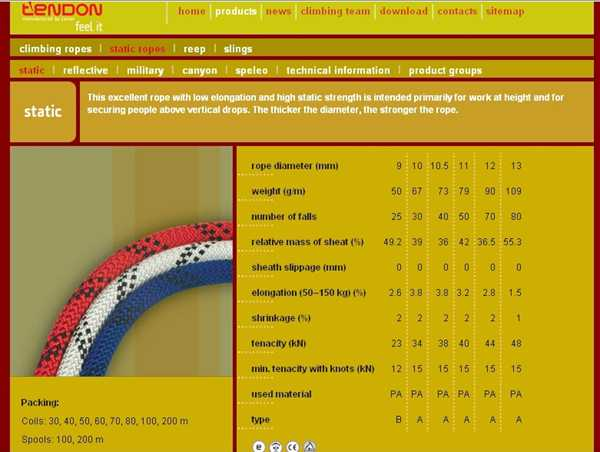 tENDON
manufactured by Lanex
feel.it
home products news climbing team download contacts sitemap
climbing ropes static ropes reep slings
static reflective military canyon speleo technical information product groups
static
This excellent rope with low elongation and high static strength is intended primarily for work at height and for
securing people above vertical drops. The thicker the diameter, the stronger the rope.
rope diameter (mm) 9 10 10.5 11 12 13
weight (g/m) 50 67 73 79 90 109
number of falls 25 30 40 50 70 80
relative mass of sheat (%) 49.2 39 36 42 36.5 55.3
sheath slippage (mm) 0 0 0 0 0 0
elongation (50–150 kg) (%) 2.6 3.8 3.8 3.2 2.8 1.5
shrinkage (%) 2 2 2 2 2 1
tenacity (kN) 23 34 38 40 44 48
min. tenacity with knots (kN) 12 15 15 15 15 15
used material PA PA PA PA PA PA
type B A A A A A
Packing:
Coils: 30, 40, 50, 60, 70, 80, 100, 200 m
Spools: 100, 200 m